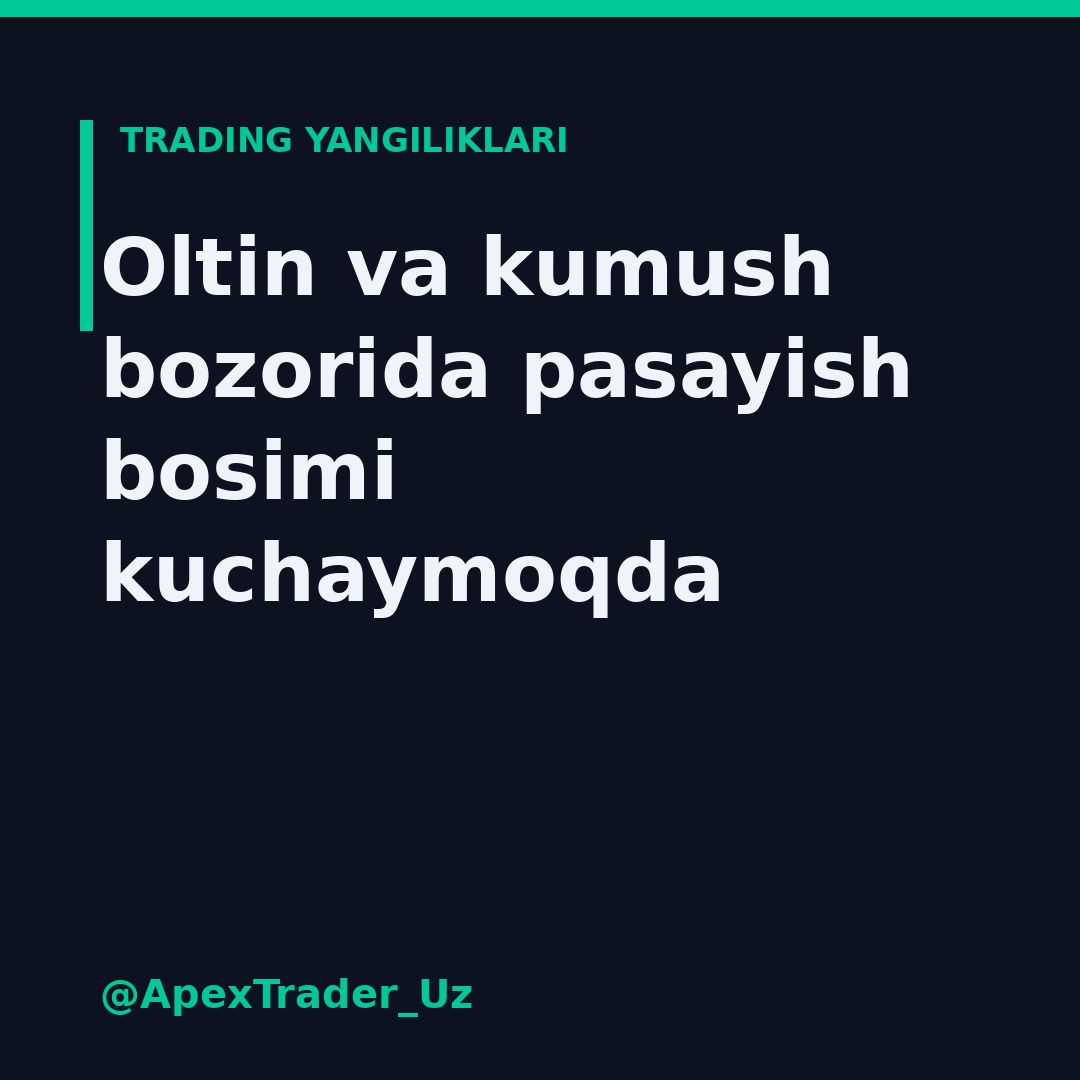 TRADING YANGILIKLARI
Oltin va kumush
bozorida pasayish
bosimi
kuchaymoqda
@ApexTrader_Uz